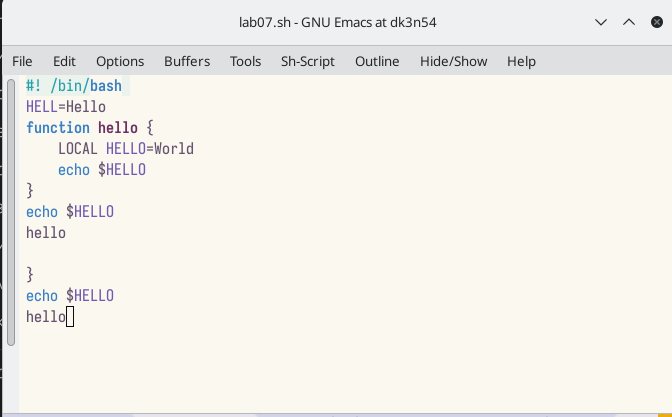 lab07.sh - GNU Emacs at dk3n54
File Edit Options Buffers Tools Sh-Script Outline Hide/Show Help
#! /bin/bash
HELL=Hello
function hello {
    LOCAL HELLO=World
    echo $HELLO
}
echo $HELLO
hello

}
echo $HELLO
hello